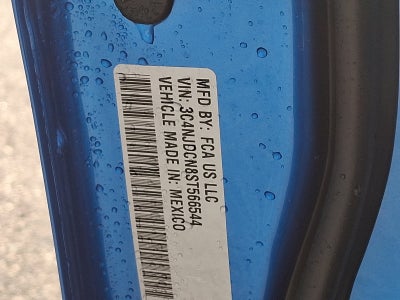 MFD BY: FCA US LLC
VIN: 3C4NJDCN8ST566544
VEHICLE MADE IN: MEXICO